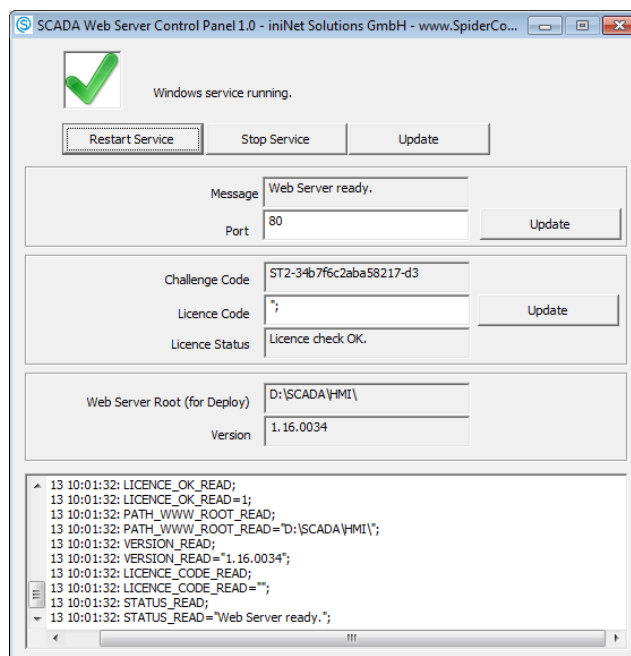 SCADA Web Server Control Panel 1.0 - iniNet Solutions GmbH - www.SpiderCo...
Windows service running.
Restart Service Stop Service Update
Message Web Server ready.
Port 80 Update
Challenge Code ST2-34b7f6c2aba58217-d3
Licence Code "; Update
Licence Status Licence check OK.
Web Server Root (for Deploy) D:\SCADA\HMI\
Version 1.16.0034
13 10:01:32: LICENCE_OK_READ;
13 10:01:32: LICENCE_OK_READ=1;
13 10:01:32: PATH_WWW_ROOT_READ;
13 10:01:32: PATH_WWW_ROOT_READ="D:\SCADA\HMI\";
13 10:01:32: VERSION_READ;
13 10:01:32: VERSION_READ="1.16.0034";
13 10:01:32: LICENCE_CODE_READ;
13 10:01:32: LICENCE_CODE_READ="";
13 10:01:32: STATUS_READ;
13 10:01:32: STATUS_READ="Web Server ready.";